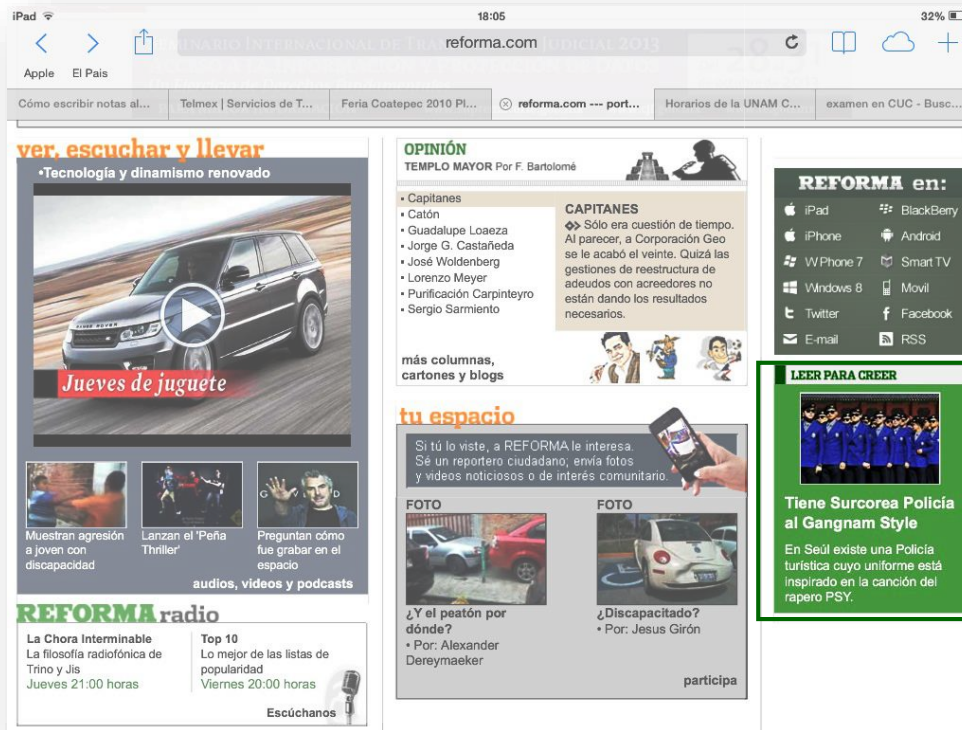 iPad
18:05
32%
SEMINARIO INTERNACIONAL DE TRAN JUDICIAL 2013
reforma.com
Apple
El Pais
Cómo escribir notas al...
Telmex | Servicios de T...
Feria Coatepec 2010 Pl...
reforma.com --- port...
Horarios de la UNAM C...
examen en CUC - Busc...
ver, escuchar y llevar
•Tecnología y dinamismo renovado
Jueves de juguete
Muestran agresión
a joven con
discapacidad
Lanzan el 'Peña
Thriller'
Preguntan cómo
fue grabar en el
espacio
audios, videos y podcasts
REFORMA radio
La Chora Interminable
La filosofía radiofónica de
Trino y Jis
Jueves 21:00 horas
Top 10
Lo mejor de las listas de
popularidad
Viernes 20:00 horas
Escúchanos
OPINIÓN
TEMPLO MAYOR Por F. Bartolomé
Capitanes
Catón
Guadalupe Loaeza
Jorge G. Castañeda
José Woldenberg
Lorenzo Meyer
Purificación Carpinteyro
Sergio Sarmiento
CAPITANES
Sólo era cuestión de tiempo.
Al parecer, a Corporación Geo
se le acabó el veinte. Quizá las
gestiones de reestructura de
adeudos con acreedores no
están dando los resultados
necesarios.
más columnas,
cartones y blogs
tu espacio
Si tú lo viste, a REFORMA le interesa.
Sé un reportero ciudadano; envía fotos
y videos noticiosos o de interés comunitario.
FOTO
¿Y el peatón por
dónde?
• Por: Alexander
Dereymaeker
FOTO
¿Discapacitado?
• Por: Jesus Girón
participa
REFORMA en:
iPad
BlackBerry
iPhone
Android
W Phone 7
Smart TV
Windows 8
Movil
Twitter
Facebook
E-mail
RSS
LEER PARA CREER
Tiene Surcorea Policía
al Gangnam Style
En Seúl existe una Policía
turística cuyo uniforme está
inspirado en la canción del
rapero PSY.